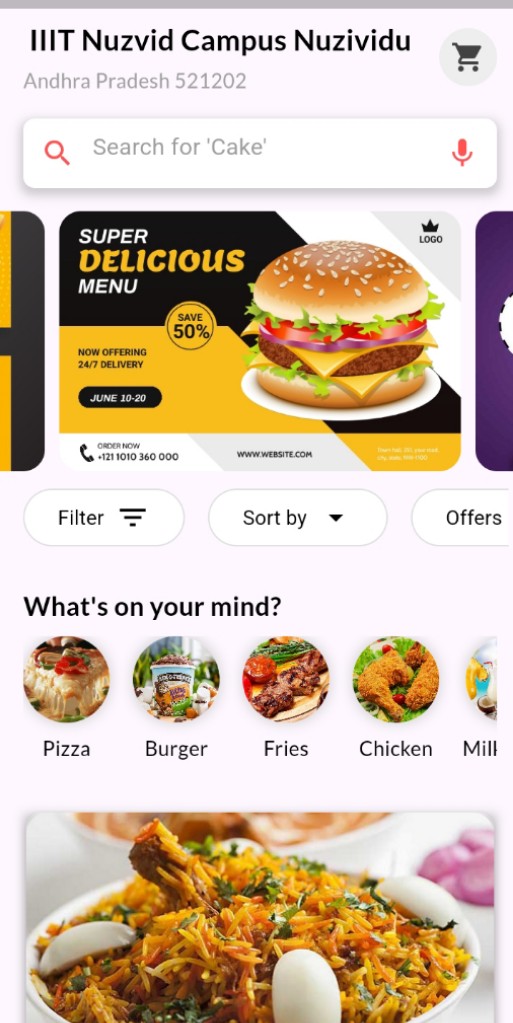 IIIT Nuzvid Campus Nuzividu
Andhra Pradesh 521202
Search for 'Cake'
SUPER
DELICIOUS
MENU
LOGO
SAVE
50%
NOW OFFERING
24/7 DELIVERY
JUNE 10-20
ORDER NOW
+121 1010 360 000
WWW.WEBSITE.COM
Filter
Sort by
Offers
What's on your mind?
Pizza
Burger
Fries
Chicken
Milk